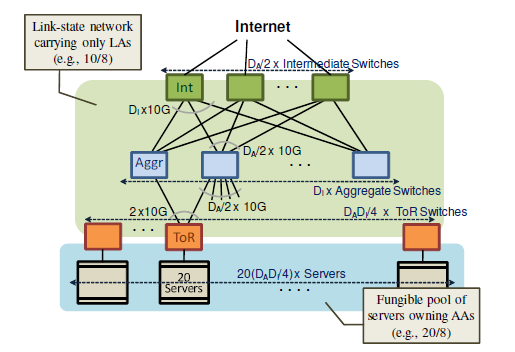 Internet
Link-state network
carrying only LAs
(e.g., 10/8)
DA/2 x Intermediate Switches
Int
. . .
DIx10G
DA/2 x 10G
Aggr
. . .
DI x Aggregate Switches
DA/2 x 10G
2 x10G
DADI/4 x ToR Switches
. . .
ToR
20
Servers
20(DADI/4)x Servers
. . . .
Fungible pool of
servers owning AAs
(e.g., 20/8)